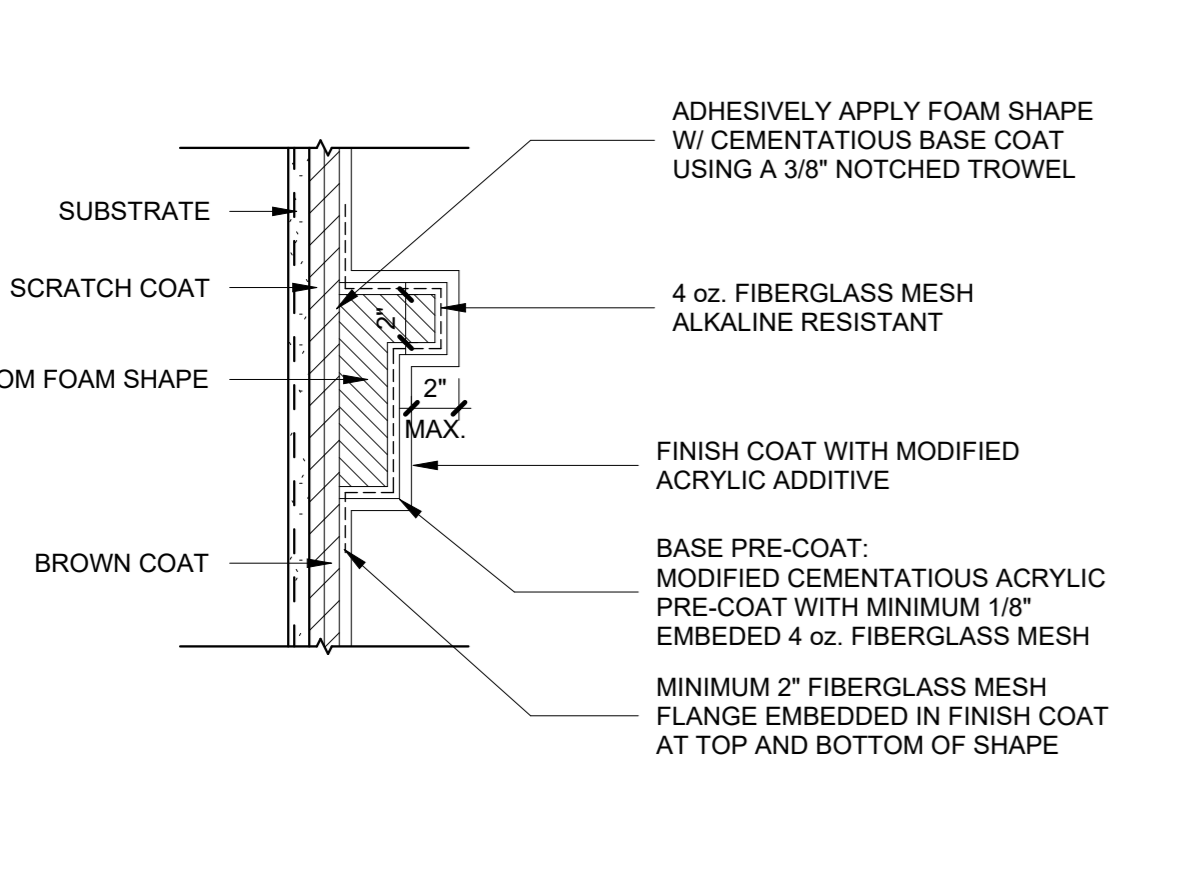 ADHESIVELY APPLY FOAM SHAPE
W/ CEMENTATIOUS BASE COAT
USING A 3/8" NOTCHED TROWEL
SUBSTRATE
SCRATCH COAT
4 oz. FIBERGLASS MESH
ALKALINE RESISTANT
2"
OM FOAM SHAPE
2"
MAX.
FINISH COAT WITH MODIFIED
ACRYLIC ADDITIVE
BROWN COAT
BASE PRE-COAT:
MODIFIED CEMENTATIOUS ACRYLIC
PRE-COAT WITH MINIMUM 1/8"
EMBEDED 4 oz. FIBERGLASS MESH
MINIMUM 2" FIBERGLASS MESH
FLANGE EMBEDDED IN FINISH COAT
AT TOP AND BOTTOM OF SHAPE